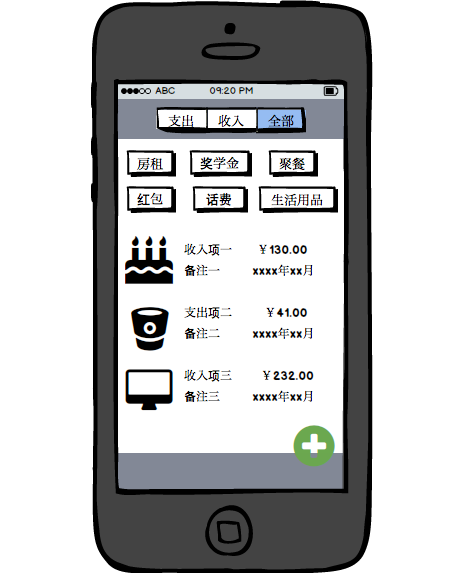 ABC 09:20 PM
支出 收入 全部
房租 奖学金 聚餐
红包 话费 生活用品
收入项一 ￥130.00
备注一 xxxx年xx月
支出项二 ￥41.00
备注二 xxxx年xx月
收入项三 ￥232.00
备注三 xxxx年xx月